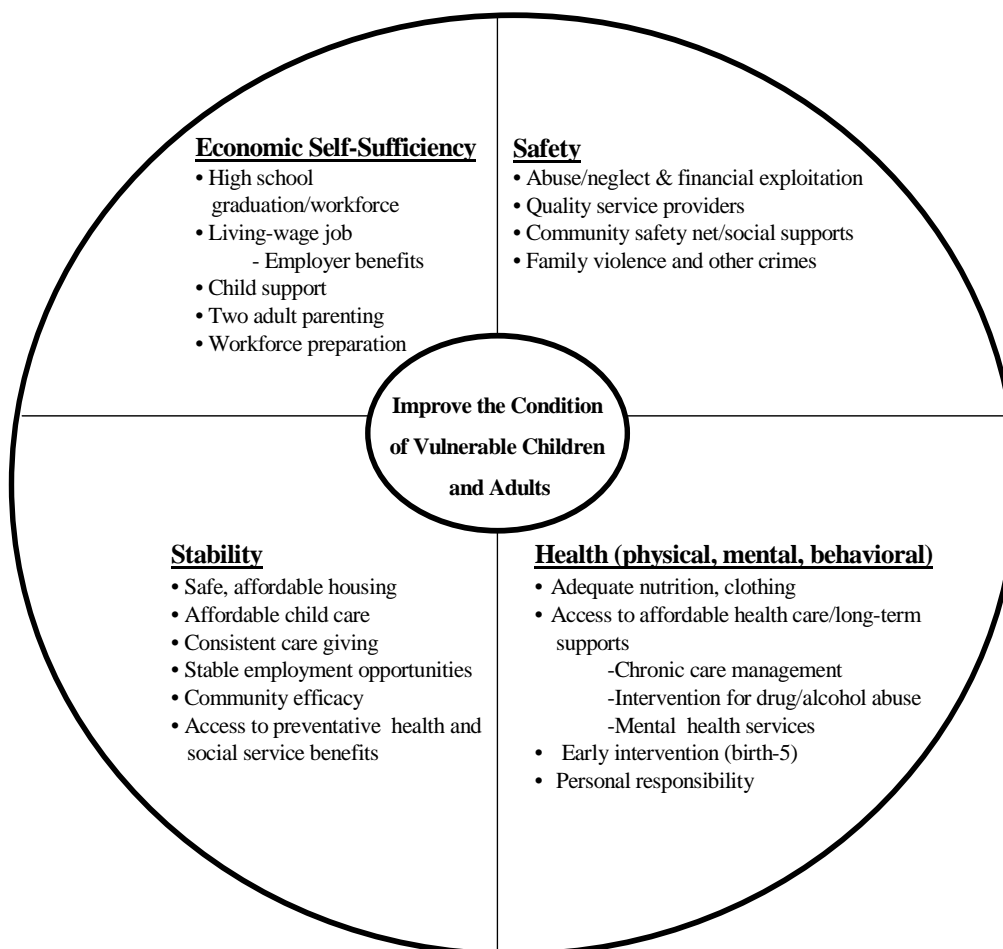 Economic Self-Sufficiency
• High school
graduation/workforce
• Living-wage job
- Employer benefits
• Child support
• Two adult parenting
• Workforce preparation
Safety
• Abuse/neglect & financial exploitation
• Quality service providers
• Community safety net/social supports
• Family violence and other crimes
Improve the Condition
of Vulnerable Children
and Adults
Stability
• Safe, affordable housing
• Affordable child care
• Consistent care giving
• Stable employment opportunities
• Community efficacy
• Access to preventative health and
social service benefits
Health (physical, mental, behavioral)
• Adequate nutrition, clothing
• Access to affordable health care/long-term
supports
-Chronic care management
-Intervention for drug/alcohol abuse
-Mental health services
• Early intervention (birth-5)
• Personal responsibility